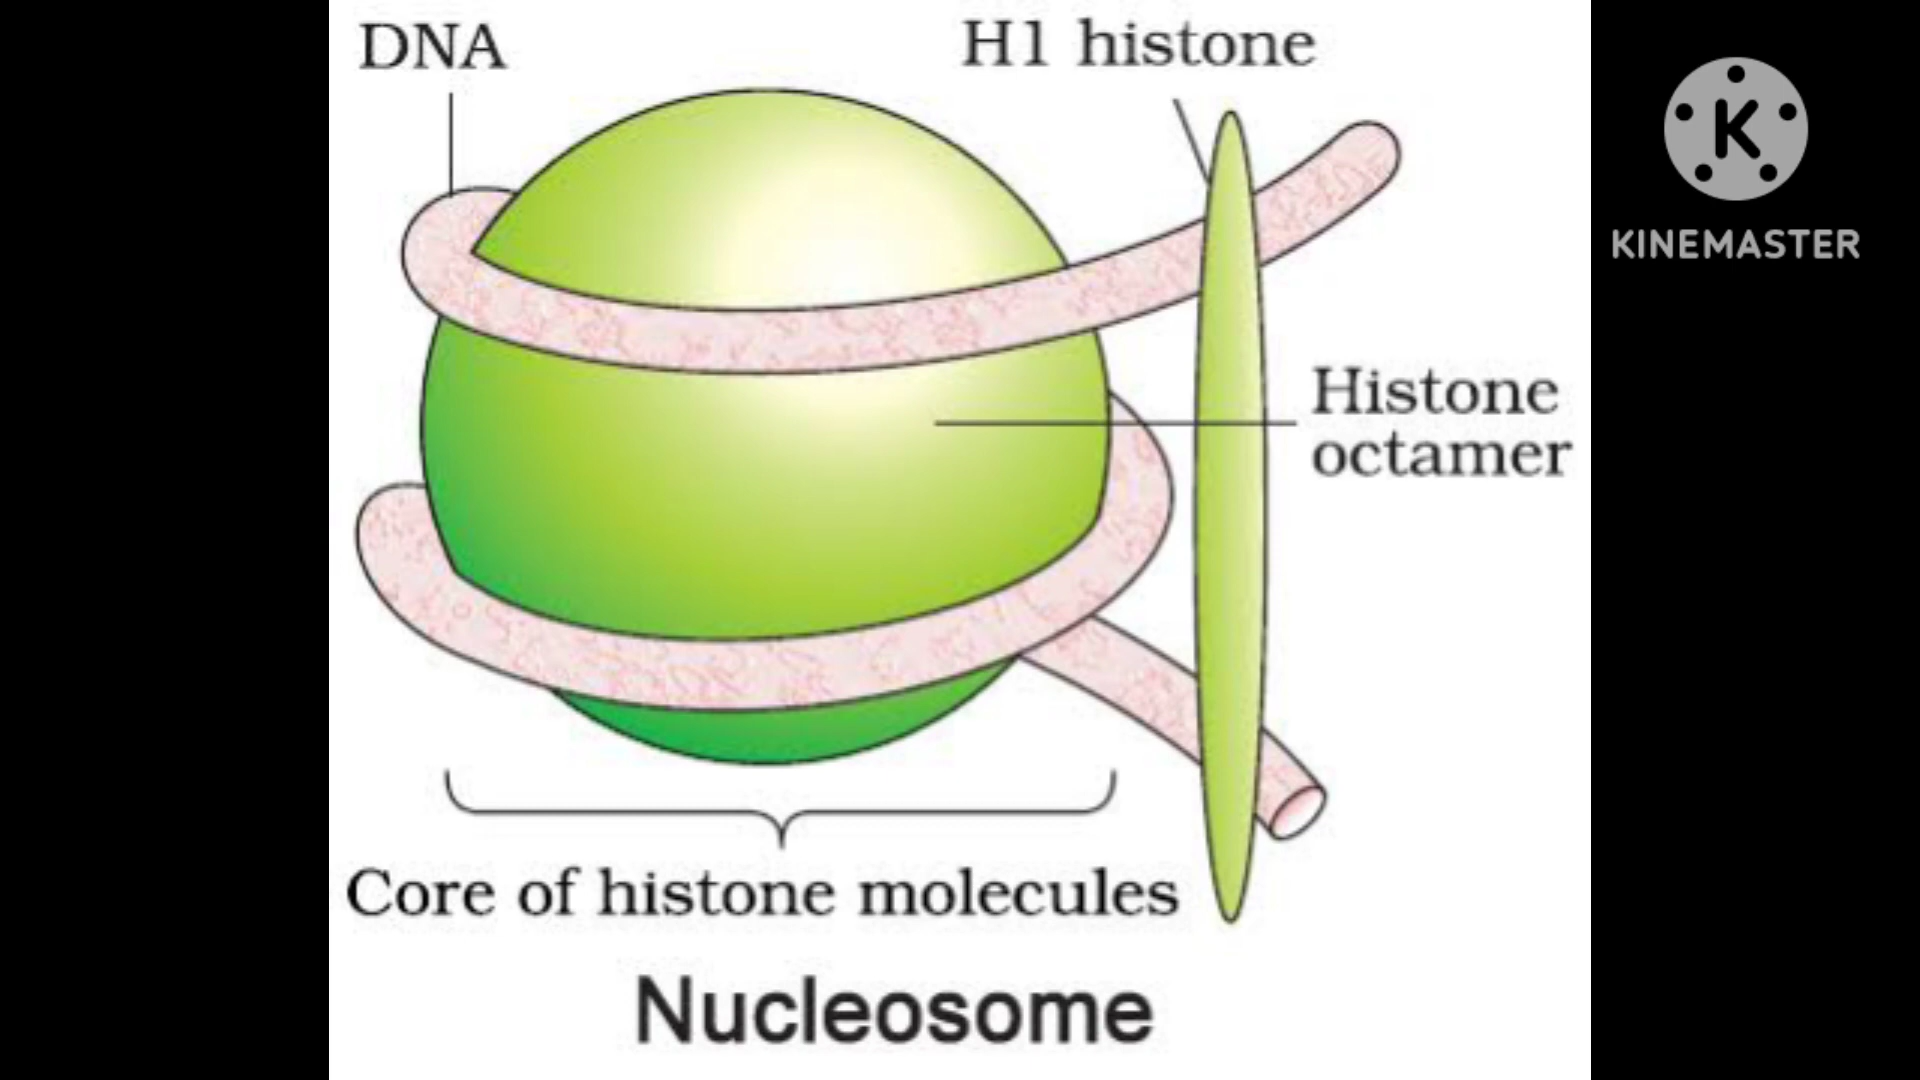 DNA
H1 histone
K
KINEMASTER
Histone
octamer
Core of histone molecules
Nucleosome